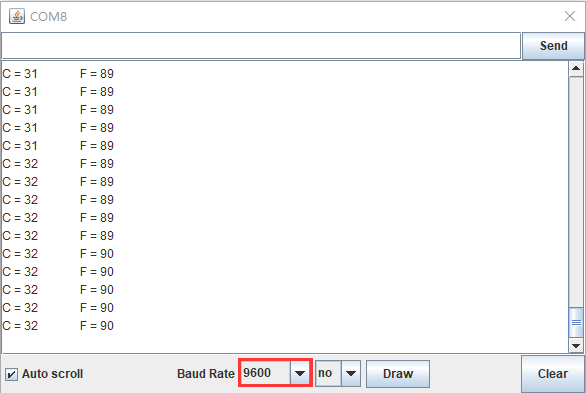 COM8
Send
C = 31 F = 89
C = 31 F = 89
C = 31 F = 89
C = 31 F = 89
C = 31 F = 89
C = 32 F = 89
C = 32 F = 89
C = 32 F = 89
C = 32 F = 89
C = 32 F = 89
C = 32 F = 90
C = 32 F = 90
C = 32 F = 90
C = 32 F = 90
C = 32 F = 90
Auto scroll Baud Rate 9600 no Draw Clear